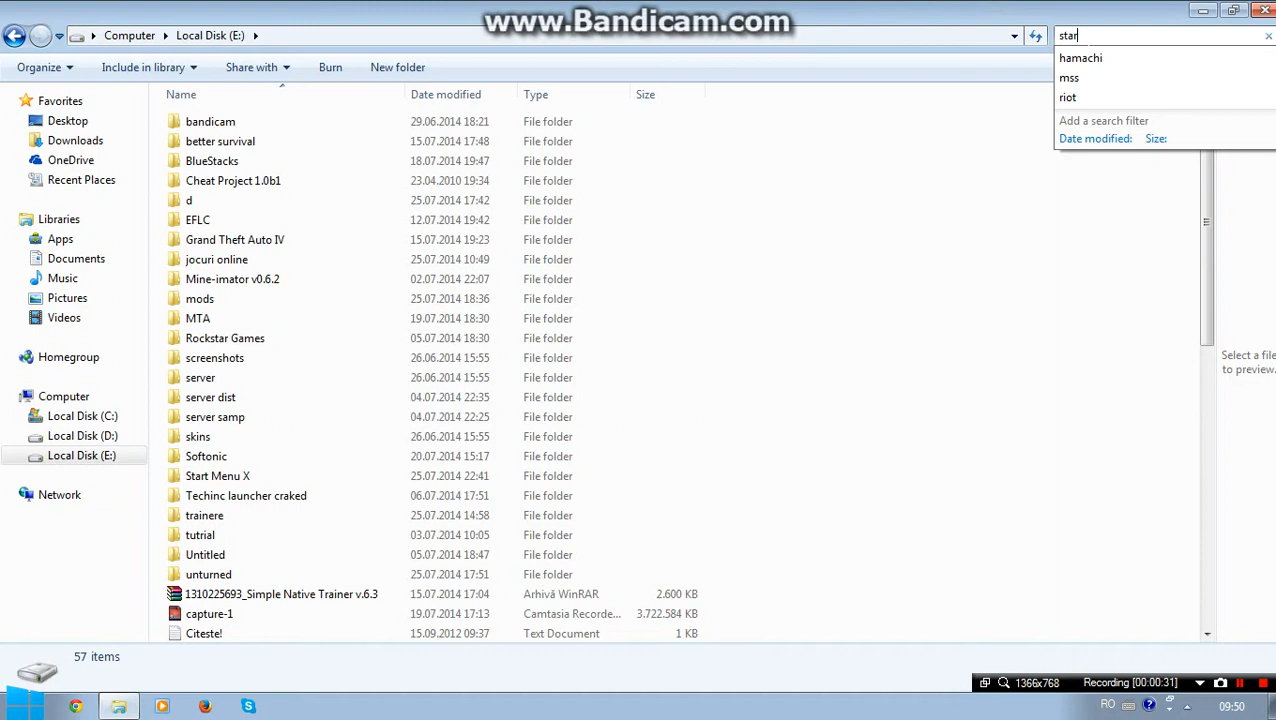 www.Bandicam.com
Computer Local Disk (E:) star
hamachi
mss
riot
Add a search filter
Date modified: Size:
Organize Include in library Share with Burn New folder
Name Date modified Type Size
Favorites
Desktop
Downloads
OneDrive
Recent Places
Libraries
Apps
Documents
Music
Pictures
Videos
Homegroup
Computer
Local Disk (C:)
Local Disk (D:)
Local Disk (E:)
Network
bandicam 29.06.2014 18:21 File folder
better survival 15.07.2014 17:48 File folder
BlueStacks 18.07.2014 19:47 File folder
Cheat Project 1.0b1 23.04.2010 19:34 File folder
d 25.07.2014 17:42 File folder
EFLC 12.07.2014 19:42 File folder
Grand Theft Auto IV 15.07.2014 19:23 File folder
jocuri online 25.07.2014 10:49 File folder
Mine-imator v0.6.2 02.07.2014 22:07 File folder
mods 25.07.2014 18:36 File folder
MTA 19.07.2014 18:30 File folder
Rockstar Games 05.07.2014 18:30 File folder
screenshots 26.06.2014 15:55 File folder
server 26.06.2014 15:55 File folder
server dist 04.07.2014 22:35 File folder
server samp 04.07.2014 22:25 File folder
skins 26.06.2014 15:55 File folder
Softonic 20.07.2014 15:17 File folder
Start Menu X 25.07.2014 22:41 File folder
Techinc launcher craked 06.07.2014 17:51 File folder
trainere 25.07.2014 14:58 File folder
tutrial 03.07.2014 10:05 File folder
Untitled 05.07.2014 18:47 File folder
unturned 25.07.2014 17:51 File folder
1310225693_Simple Native Trainer v.6.3 15.07.2014 17:04 Arhivă WinRAR 2.600 KB
capture-1 19.07.2014 17:13 Camtasia Recorde... 3.722.584 KB
Citeste! 15.09.2012 09:37 Text Document 1 KB
Select a file
to preview.
57 items
1366x768 Recording [00:00:31]
RO 09:50